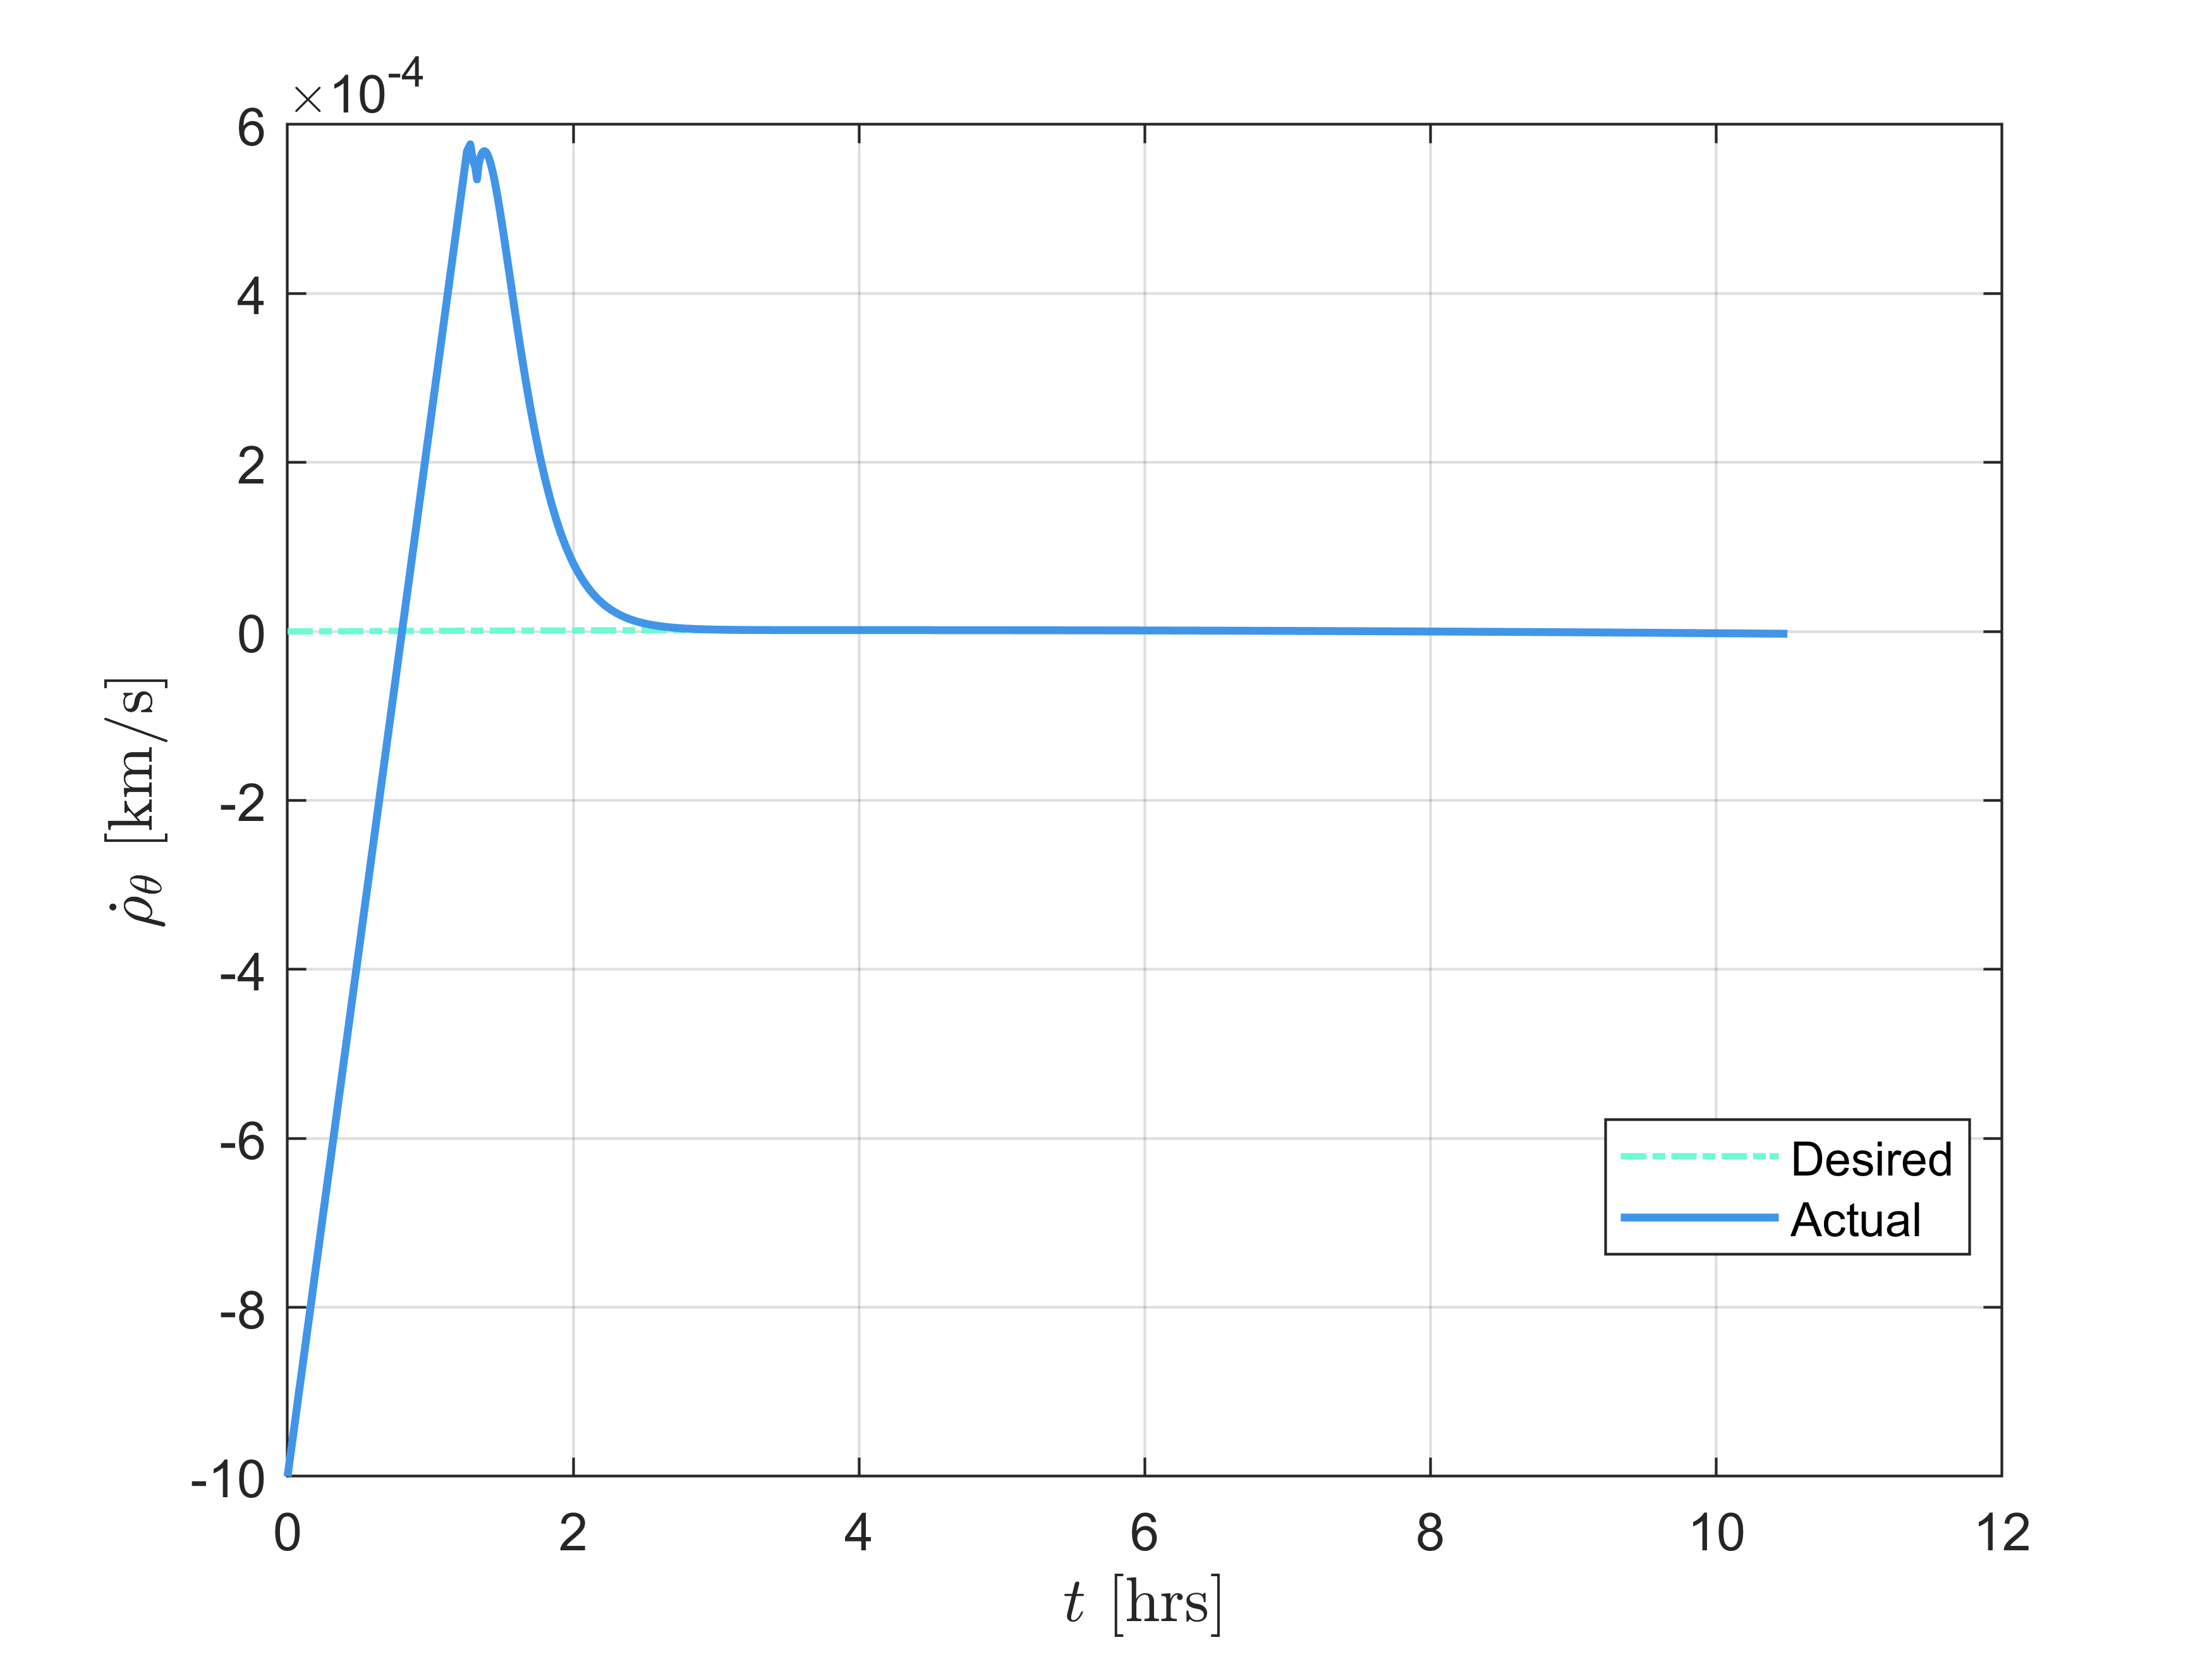 ×10^-4
6
4
2
0
-2
-4
-6
-8
-10
ρ̇_θ [km/s]
Desired
Actual
0 2 4 6 8 10 12
t [hrs]